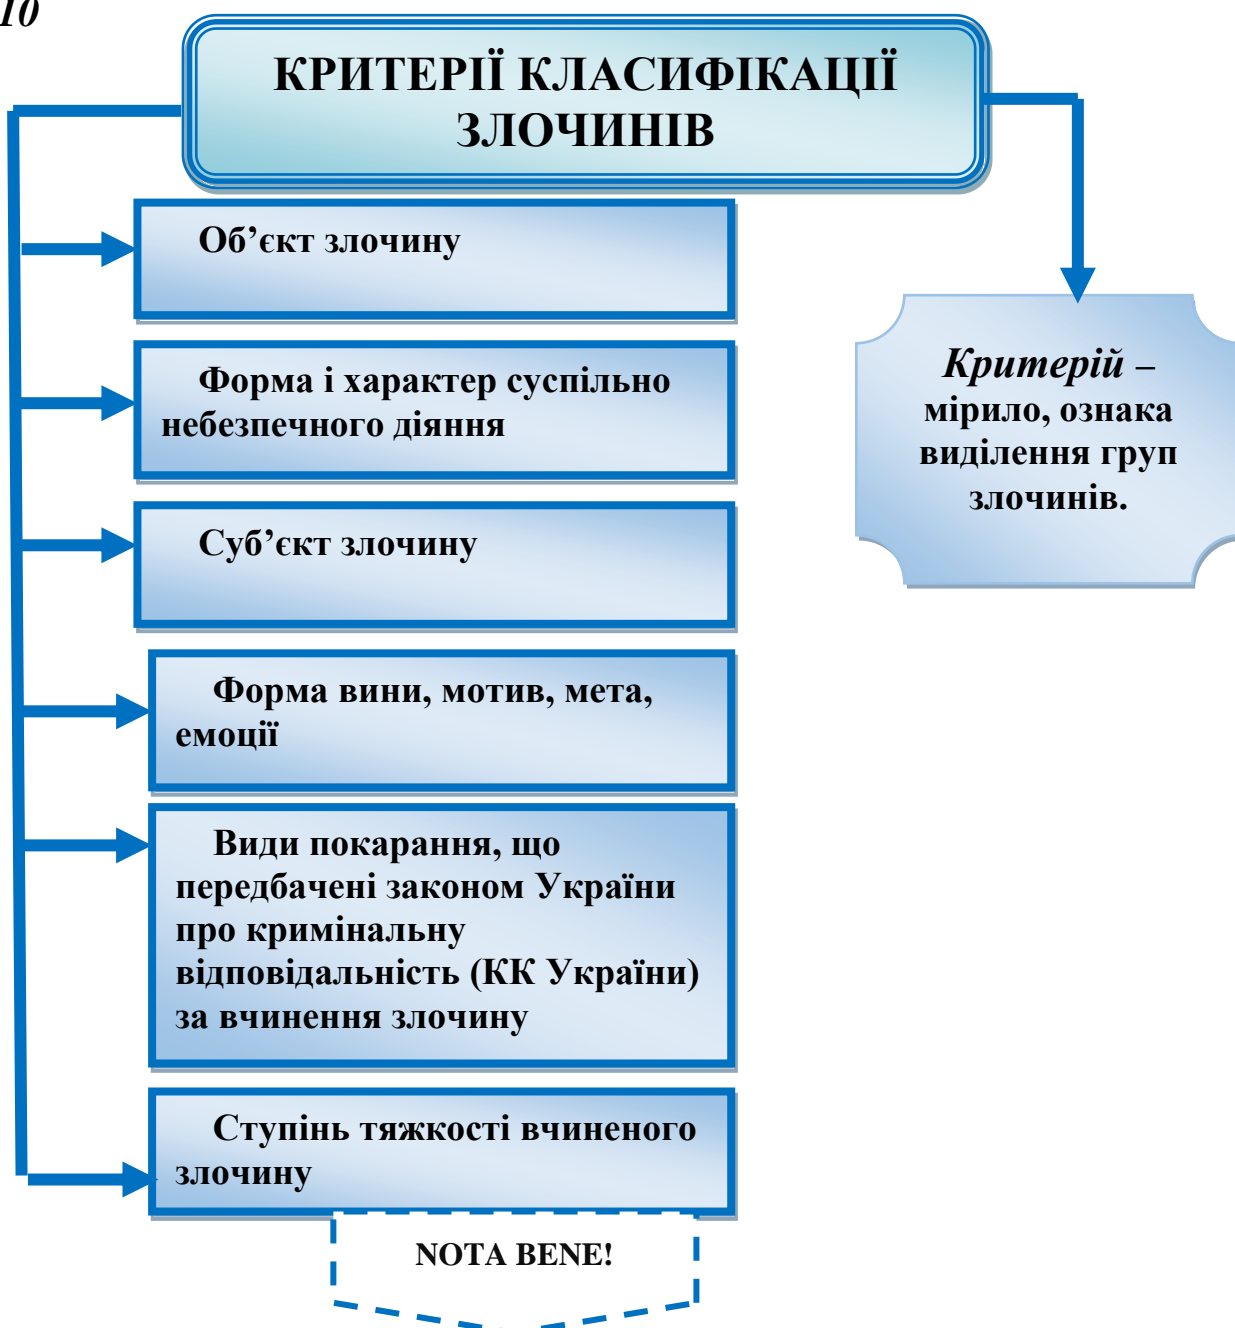 10
КРИТЕРІЇ КЛАСИФІКАЦІЇ
ЗЛОЧИНІВ
Об’єкт злочину
Форма і характер суспільно
небезпечного діяння
Суб’єкт злочину
Форма вини, мотив, мета,
емоції
Види покарання, що
передбачені законом України
про кримінальну
відповідальність (КК України)
за вчинення злочину
Ступінь тяжкості вчиненого
злочину
NOTA BENE!
Критерій –
мірило, ознака
виділення груп
злочинів.